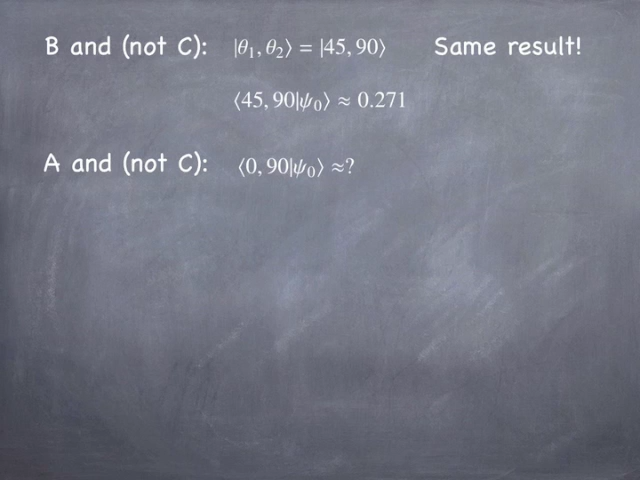 B and (not C): |θ₁, θ₂⟩ = |45, 90⟩ Same result!
⟨45, 90|ψ₀⟩ ≈ 0.271
A and (not C): ⟨0, 90|ψ₀⟩ ≈?